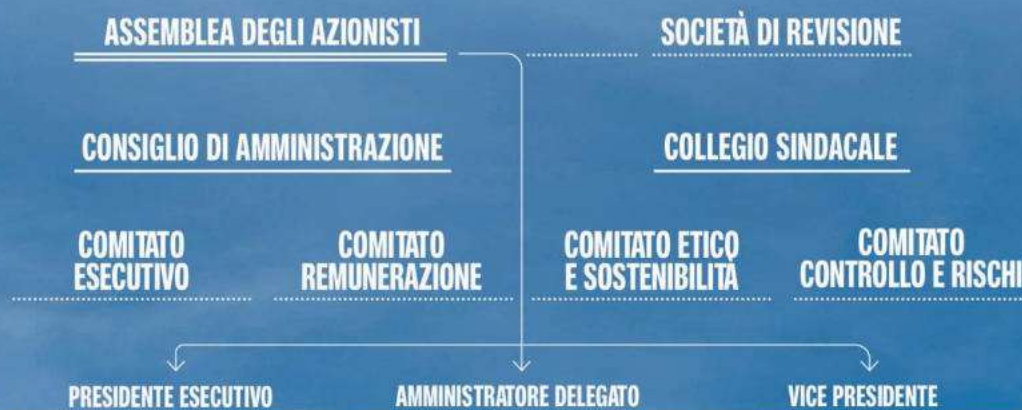 ASSEMBLEA DEGLI AZIONISTI
SOCIETÀ DI REVISIONE
CONSIGLIO DI AMMINISTRAZIONE
COLLEGIO SINDACALE
COMITATO
ESECUTIVO
COMITATO
REMUNERAZIONE
COMITATO ETICO
E SOSTENIBILITÀ
COMITATO
CONTROLLO E RISCHI
PRESIDENTE ESECUTIVO
AMMINISTRATORE DELEGATO
VICE PRESIDENTE